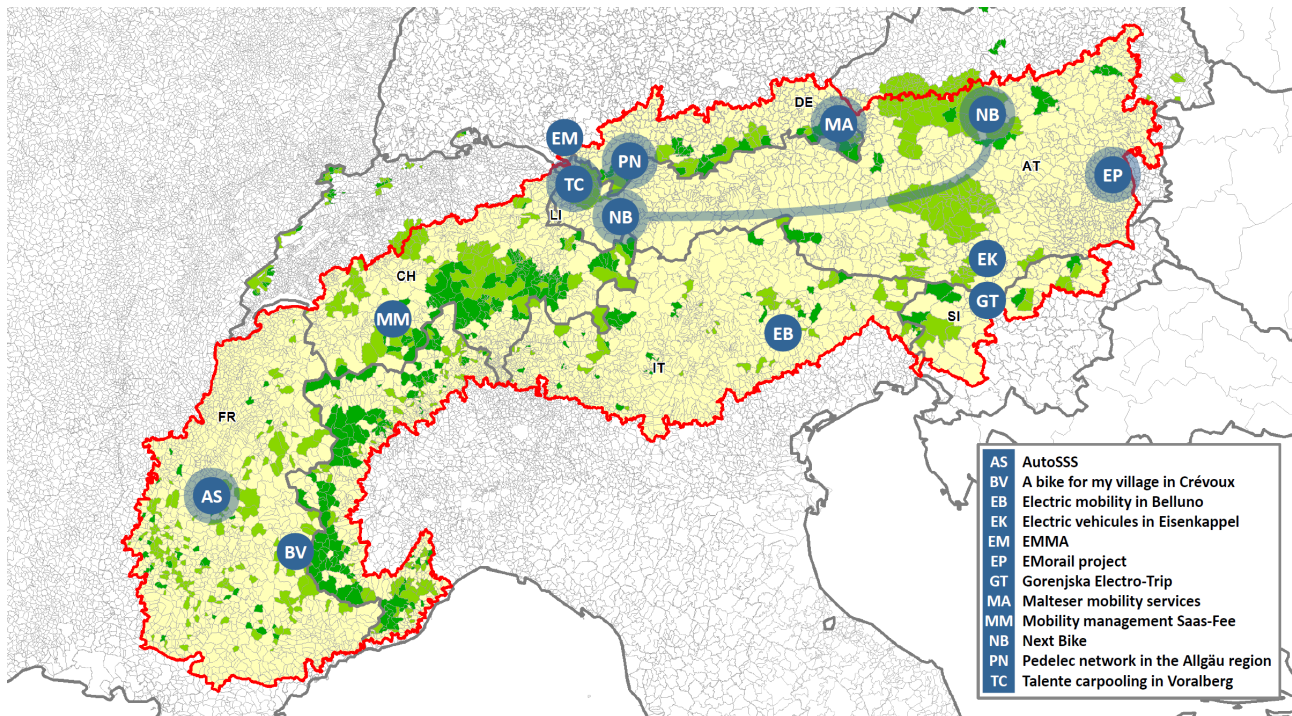 DE
EM
MA
NB
PN
AT
TC
EP
LI
NB
CH
EK
GT
MM
SI
EB
IT
FR
AS
BV
AS AutoSSS
BV A bike for my village in Crévoux
EB Electric mobility in Belluno
EK Electric vehicules in Eisenkappel
EM EMMA
EP EMorail project
GT Gorenjska Electro-Trip
MA Malteser mobility services
MM Mobility management Saas-Fee
NB Next Bike
PN Pedelec network in the Allgäu region
TC Talente carpooling in Voralberg